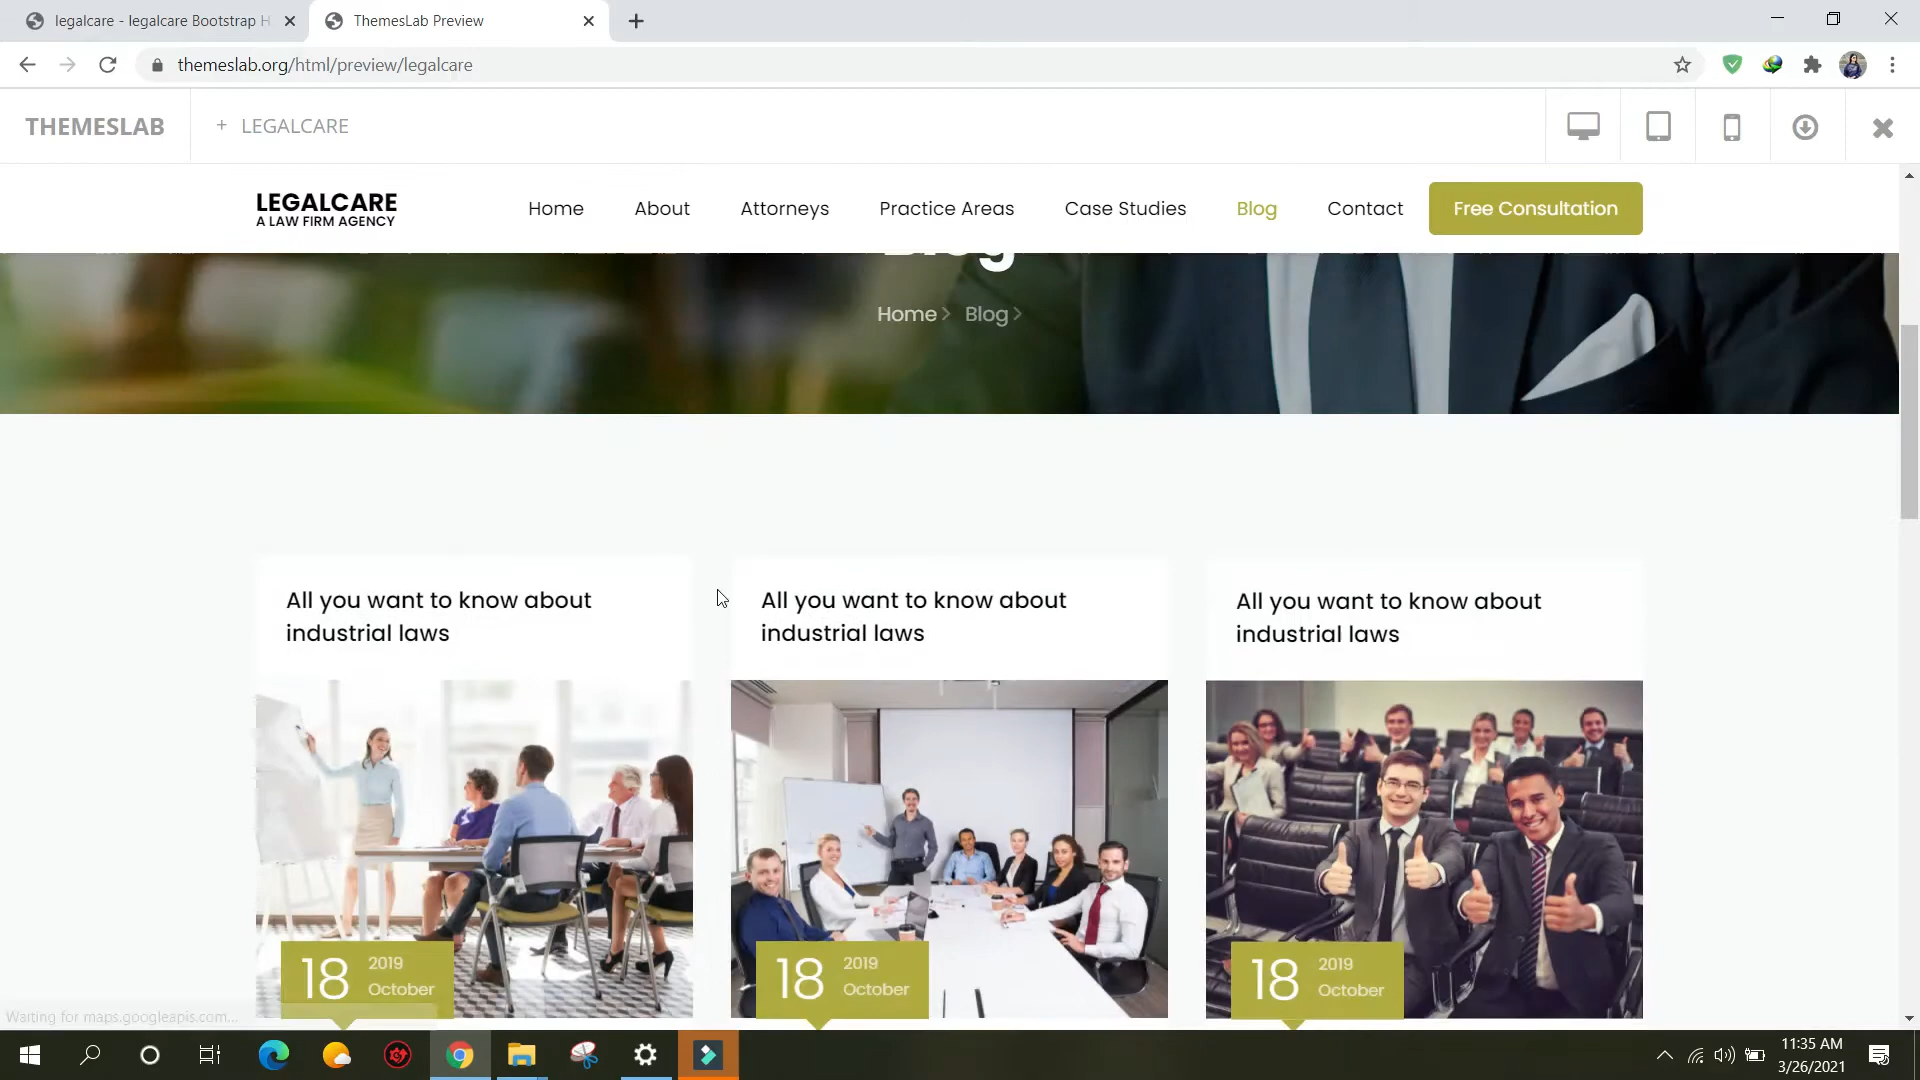 legalcare - legalcare Bootstrap H
ThemesLab Preview
themeslab.org/html/preview/legalcare
THEMESLAB
+ LEGALCARE
LEGALCARE
A LAW FIRM AGENCY
Home
About
Attorneys
Practice Areas
Case Studies
Blog
Contact
Free Consultation
Blog
Home > Blog >
All you want to know about
industrial laws
All you want to know about
industrial laws
All you want to know about
industrial laws
18
2019
October
18
2019
October
18
2019
October
Waiting for maps.googleapis.com...
11:35 AM
3/26/2021